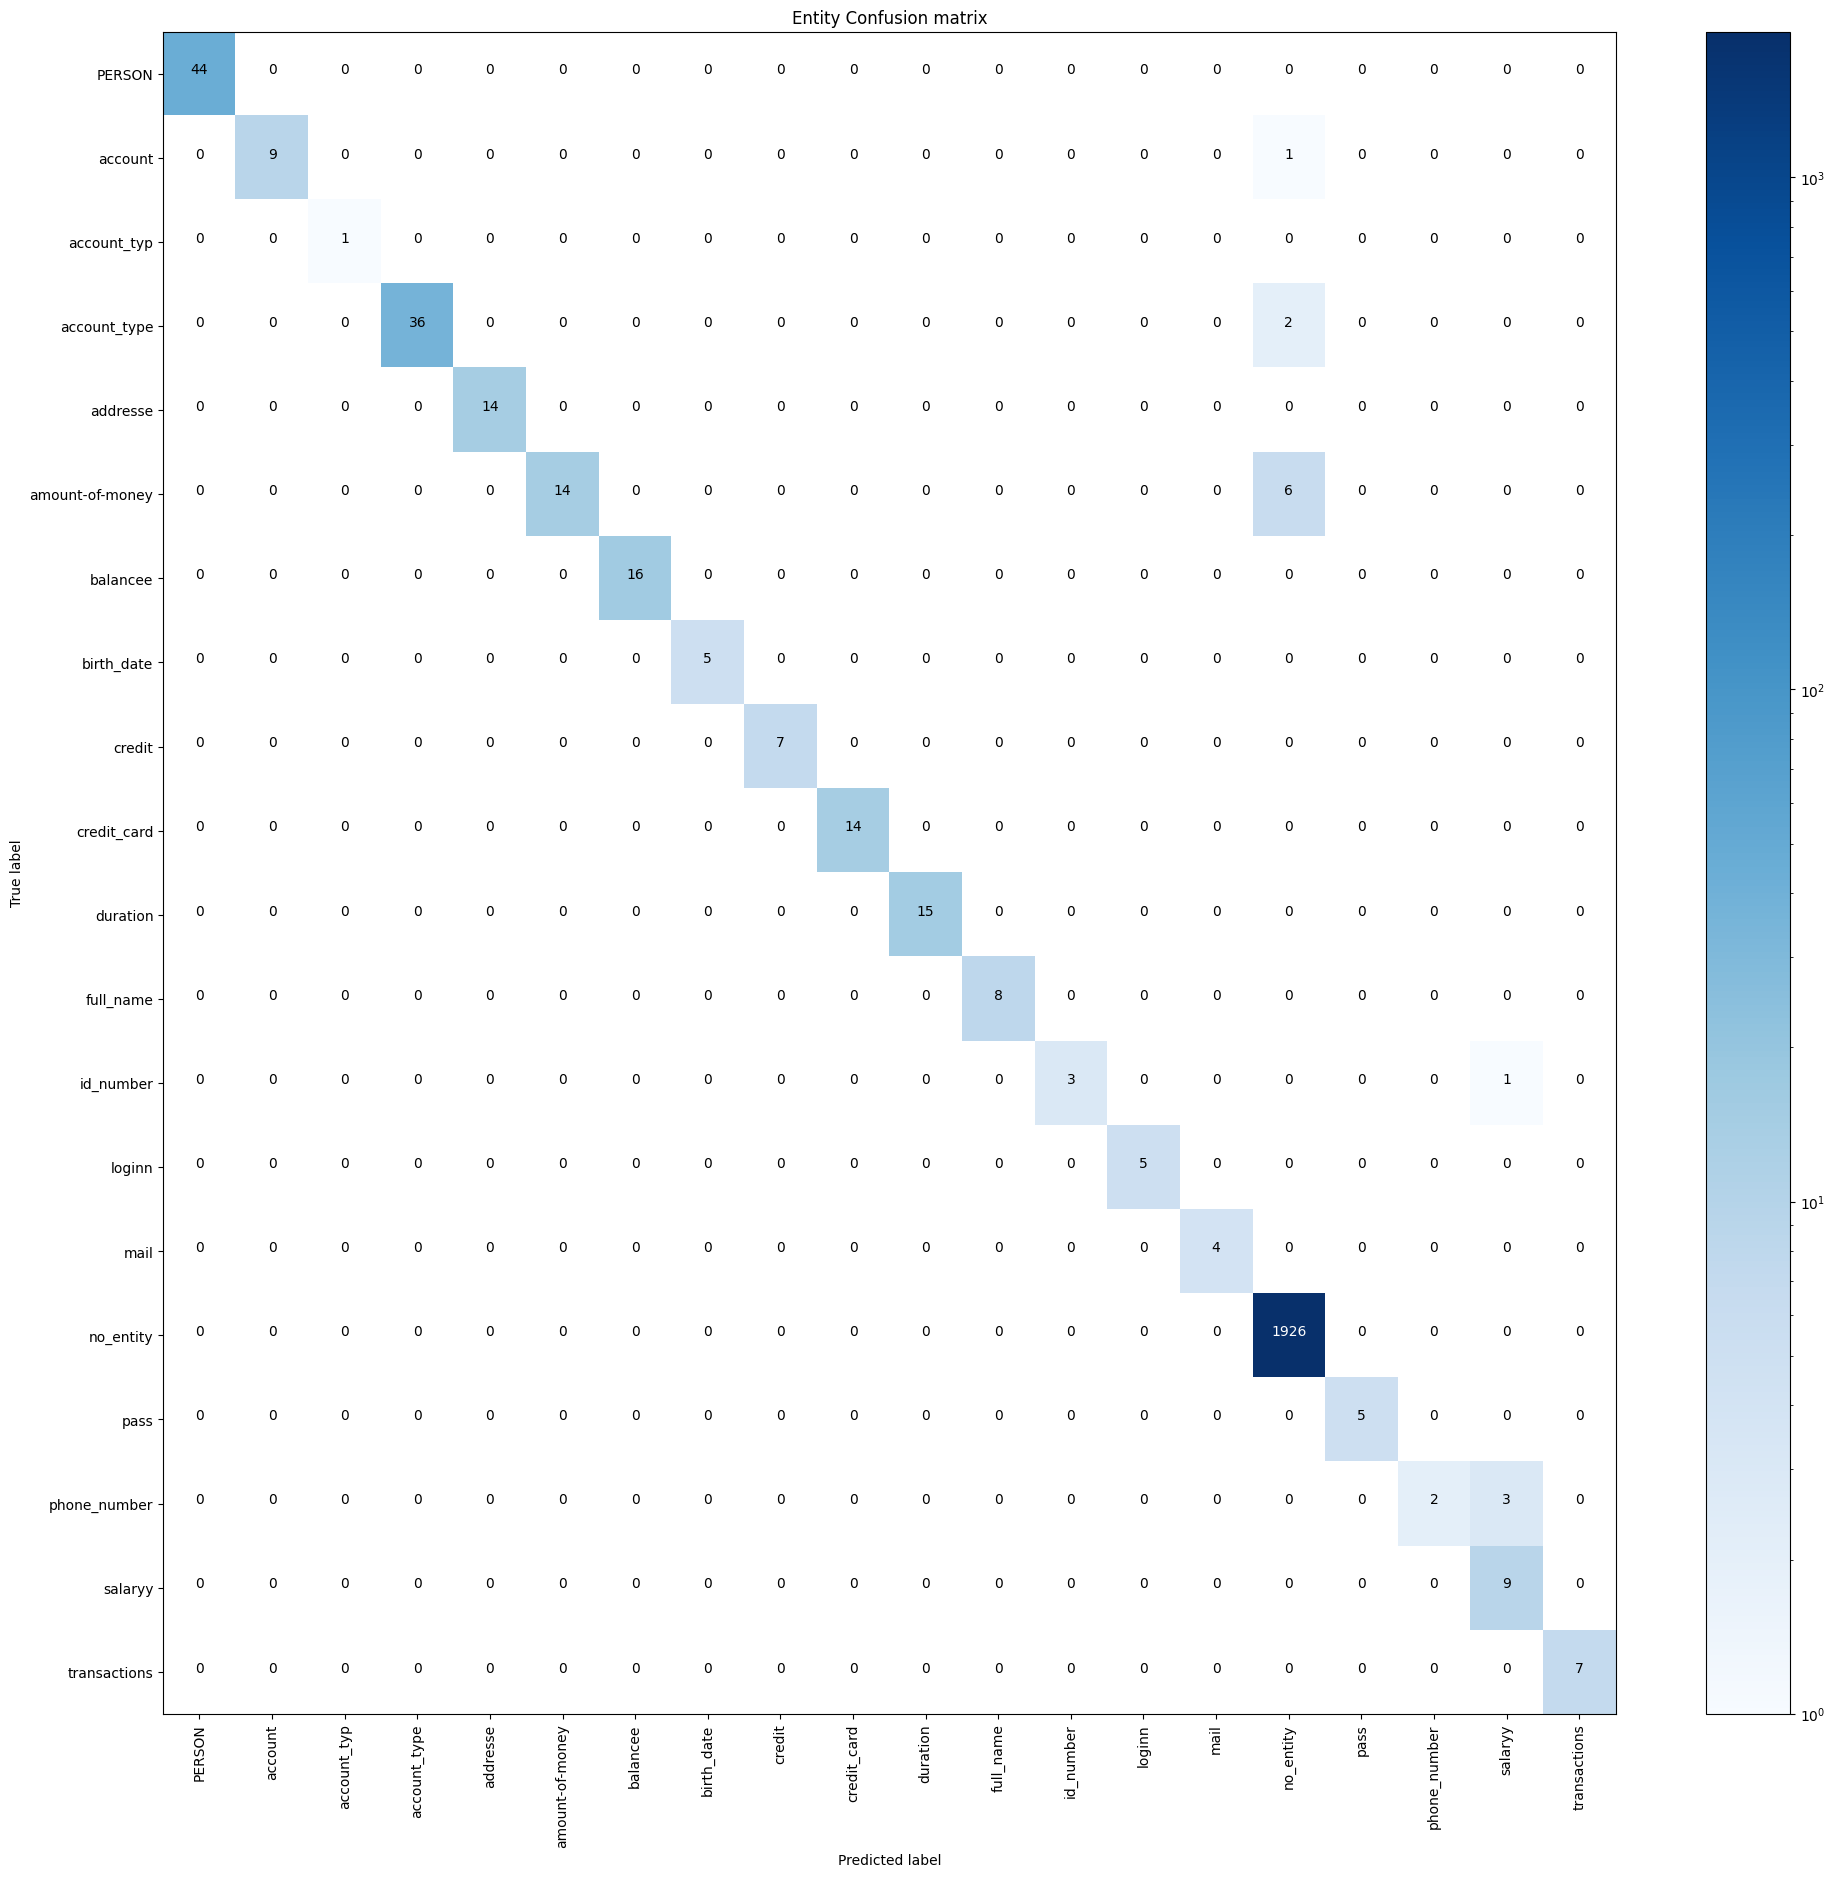 Entity Confusion matrix
PERSON 44 0 0 0 0 0 0 0 0 0 0 0 0 0 0 0 0 0 0 0
account 0 9 0 0 0 0 0 0 0 0 0 0 0 0 0 1 0 0 0 0
account_typ 0 0 1 0 0 0 0 0 0 0 0 0 0 0 0 0 0 0 0 0
account_type 0 0 0 36 0 0 0 0 0 0 0 0 0 0 0 2 0 0 0 0
addresse 0 0 0 0 14 0 0 0 0 0 0 0 0 0 0 0 0 0 0 0
amount-of-money 0 0 0 0 0 14 0 0 0 0 0 0 0 0 0 6 0 0 0 0
balancee 0 0 0 0 0 0 16 0 0 0 0 0 0 0 0 0 0 0 0 0
birth_date 0 0 0 0 0 0 0 5 0 0 0 0 0 0 0 0 0 0 0 0
credit 0 0 0 0 0 0 0 0 7 0 0 0 0 0 0 0 0 0 0 0
credit_card 0 0 0 0 0 0 0 0 0 14 0 0 0 0 0 0 0 0 0 0
duration 0 0 0 0 0 0 0 0 0 0 15 0 0 0 0 0 0 0 0 0
full_name 0 0 0 0 0 0 0 0 0 0 0 8 0 0 0 0 0 0 0 0
id_number 0 0 0 0 0 0 0 0 0 0 0 0 3 0 0 0 0 0 1 0
loginn 0 0 0 0 0 0 0 0 0 0 0 0 0 5 0 0 0 0 0 0
mail 0 0 0 0 0 0 0 0 0 0 0 0 0 0 4 0 0 0 0 0
no_entity 0 0 0 0 0 0 0 0 0 0 0 0 0 0 0 1926 0 0 0 0
pass 0 0 0 0 0 0 0 0 0 0 0 0 0 0 0 0 5 0 0 0
phone_number 0 0 0 0 0 0 0 0 0 0 0 0 0 0 0 0 0 2 3 0
salaryy 0 0 0 0 0 0 0 0 0 0 0 0 0 0 0 0 0 0 9 0
transactions 0 0 0 0 0 0 0 0 0 0 0 0 0 0 0 0 0 0 0 7
True label
PERSON
account
account_typ
account_type
addresse
amount-of-money
balancee
birth_date
credit
credit_card
duration
full_name
id_number
loginn
mail
no_entity
pass
phone_number
salaryy
transactions
Predicted label
10³
10²
10¹
10⁰